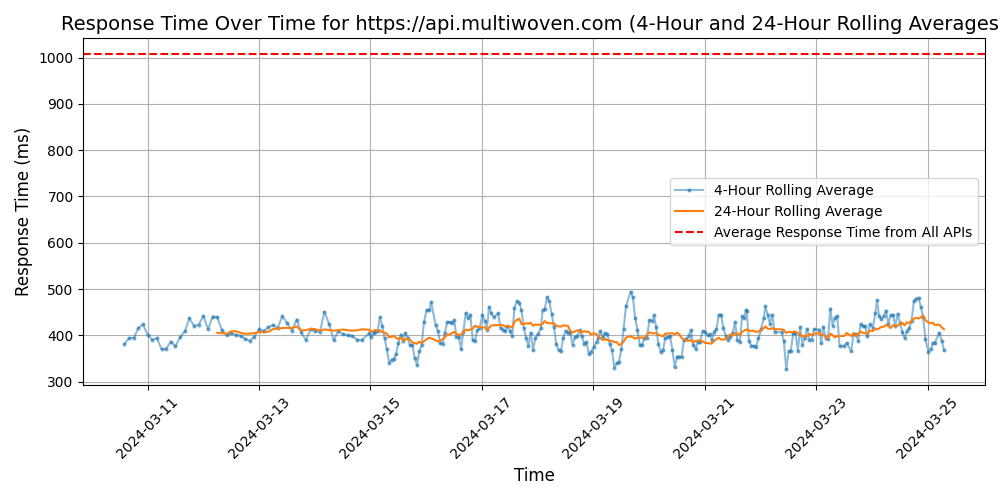 Response Time Over Time for https://api.multiwoven.com (4-Hour and 24-Hour Rolling Averages
Response Time (ms)
1000
900
800
700
600
500
400
300
4-Hour Rolling Average
24-Hour Rolling Average
Average Response Time from All APIs
2024-03-11
2024-03-13
2024-03-15
2024-03-17
2024-03-19
2024-03-21
2024-03-23
2024-03-25
Time